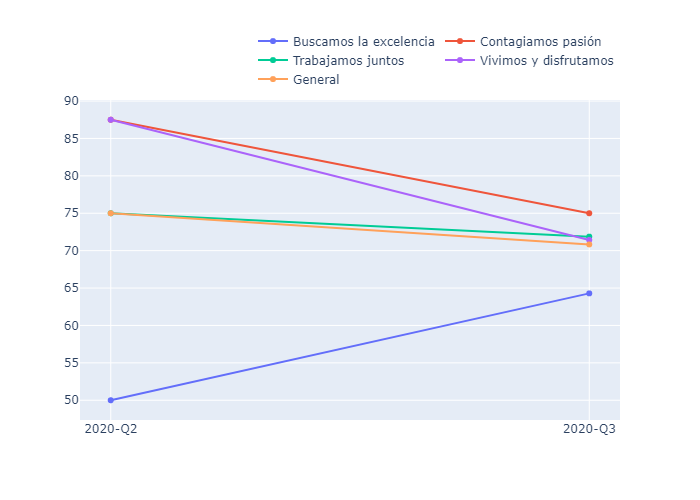 Buscamos la excelencia Contagiamos pasión
Trabajamos juntos Vivimos y disfrutamos
General
90
85
80
75
70
65
60
55
50
2020-Q2 2020-Q3